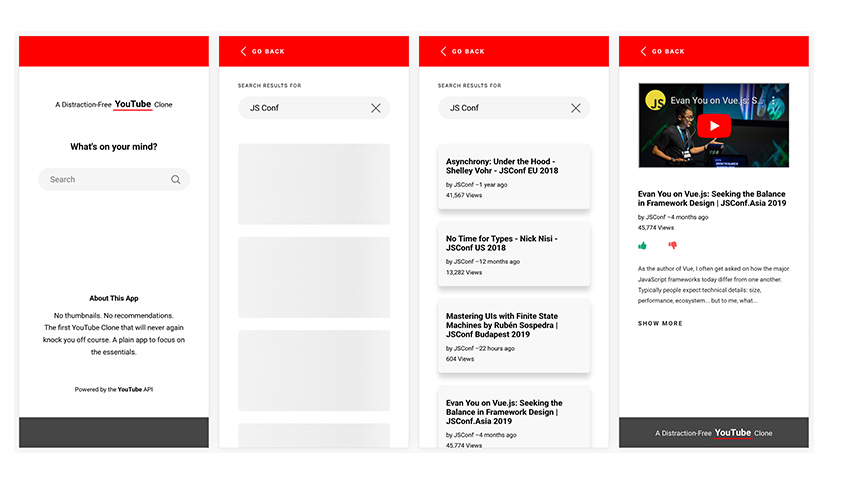 A Distraction-Free YouTube Clone
What's on your mind?
Search
About This App
No thumbnails. No recommendations.
The first YouTube Clone that will never again
knock you off course. A plain app to focus on
the essentials.
Powered by the YouTube API
GO BACK
SEARCH RESULTS FOR
JS Conf
GO BACK
SEARCH RESULTS FOR
JS Conf
Asynchrony: Under the Hood -
Shelley Vohr - JSConf EU 2018
by JSConf ~1 year ago
41,567 Views
No Time for Types - Nick Nisi -
JSConf US 2018
by JSConf ~12 months ago
13,282 Views
Mastering UIs with Finite State
Machines by Rubén Sospedra |
JSConf Budapest 2019
by JSConf ~22 hours ago
604 Views
Evan You on Vue.js: Seeking the
Balance in Framework Design |
JSConf.Asia 2019
by JSConf ~4 months ago
45,774 Views
GO BACK
JS Evan You on Vue.js: S...
Evan You on Vue.js: Seeking the Balance
in Framework Design | JSConf.Asia 2019
by JSConf ~4 months ago
45,774 Views
As the author of Vue, I often get asked on how the major
JavaScript frameworks today differ from one another.
Typically people expect technical details: size,
performance, ecosystem... but to me, what...
SHOW MORE
A Distraction-Free YouTube Clone